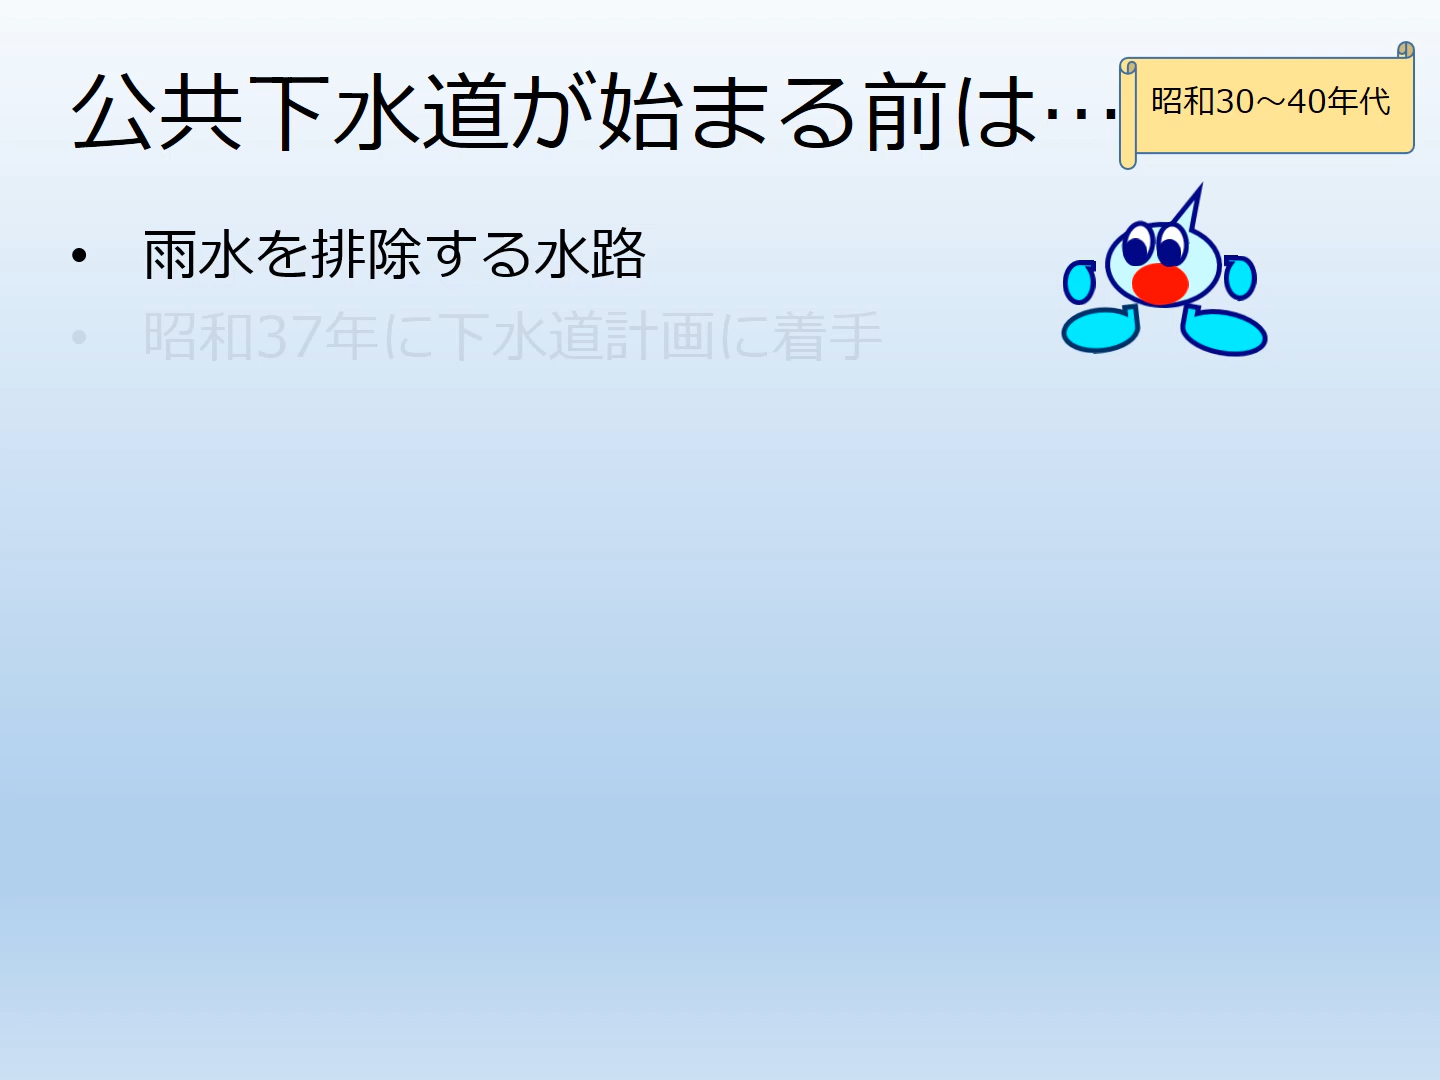 公共下水道が始まる前は…
昭和30～40年代
• 雨水を排除する水路
• 昭和37年に下水道計画に着手